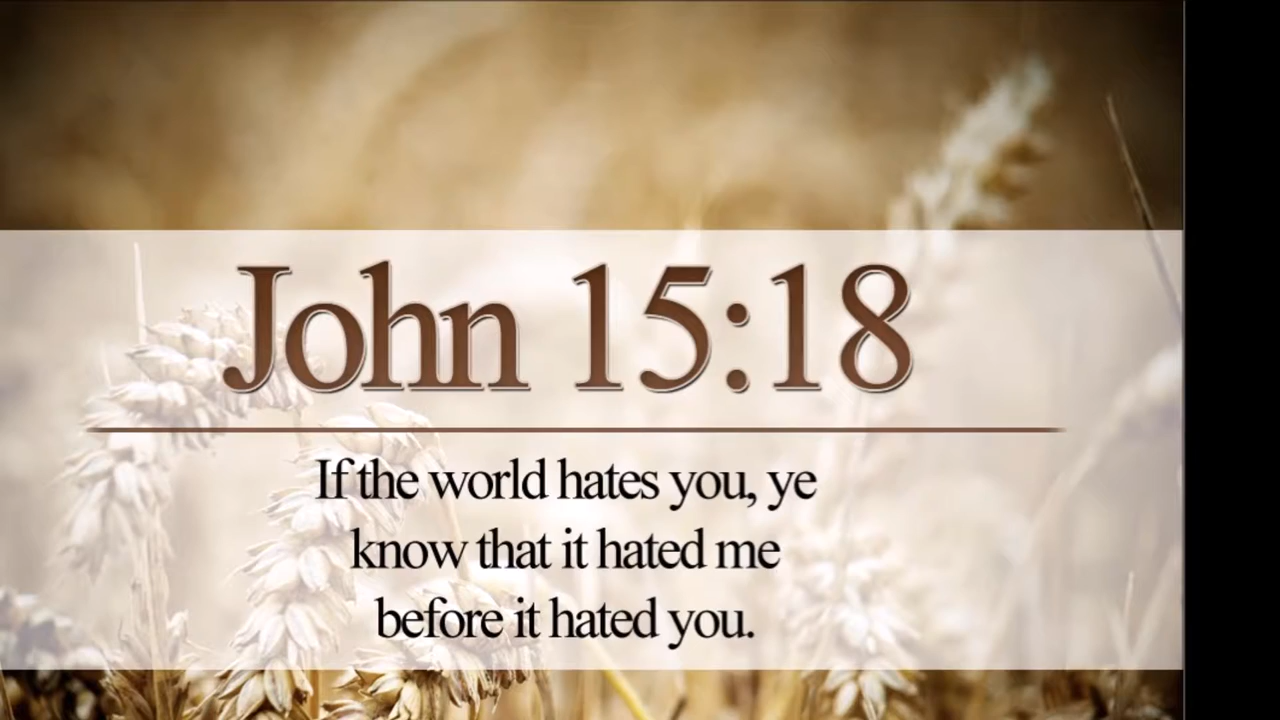 John 15:18
If the world hates you, ye
know that it hated me
before it hated you.